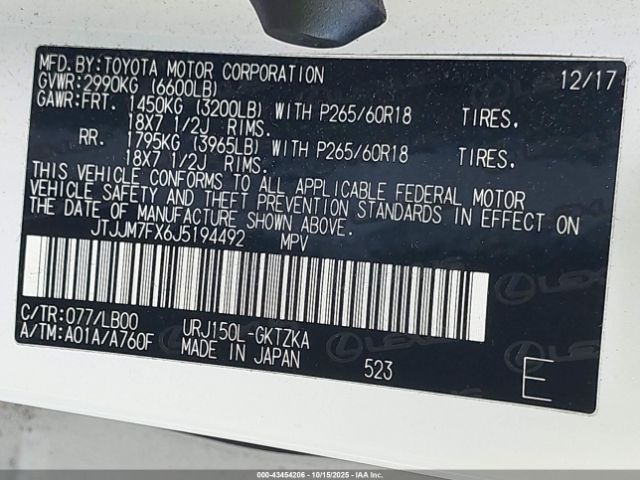 MFD.BY:TOYOTA MOTOR CORPORATION 12/17
GVWR:2990KG (6600LB)
GAWR:FRT. 1450KG (3200LB) WITH P265/60R18 TIRES.
18X7 1/2J RIMS.
RR. 1795KG (3965LB) WITH P265/60R18 TIRES.
18X7 1/2J RIMS.
THIS VEHICLE CONFORMS TO ALL APPLICABLE FEDERAL MOTOR
VEHICLE SAFETY AND THEFT PREVENTION STANDARDS IN EFFECT ON
THE DATE OF MANUFACTURE SHOWN ABOVE.
JTJJM7FX6J5194492 MPV
C/TR:077/LB00 URJ150L-GKTZKA
A/TM:A01A/A760F MADE IN JAPAN 523 E
LEXUS
000-43454206 - 10/15/2025 - IAA. Inc.